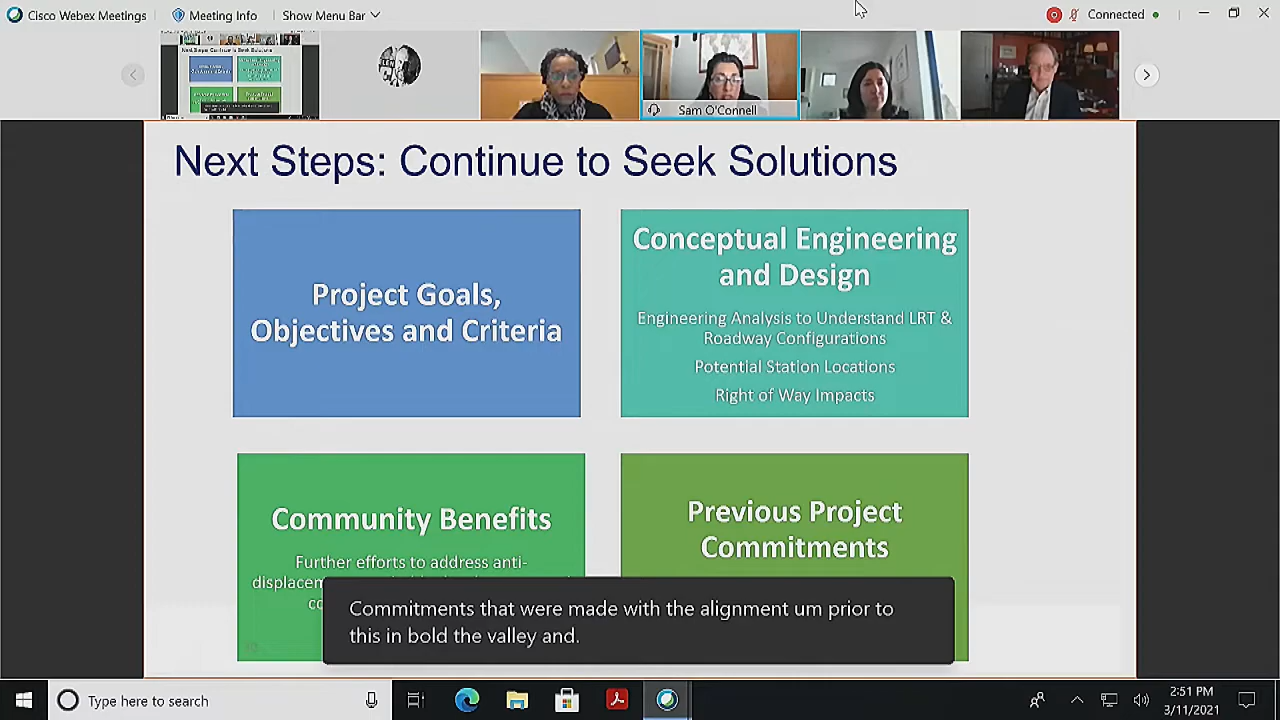 Cisco Webex Meetings
Meeting Info
Show Menu Bar
Connected
Sam O'Connell
Next Steps: Continue to Seek Solutions
Project Goals,
Objectives and Criteria
Conceptual Engineering
and Design
Engineering Analysis to Understand LRT &
Roadway Configurations
Potential Station Locations
Right of Way Impacts
Community Benefits
Further efforts to address anti-
Previous Project
Commitments
Commitments that were made with the alignment um prior to
this in bold the valley and.
Type here to search
2:51 PM
3/11/2021